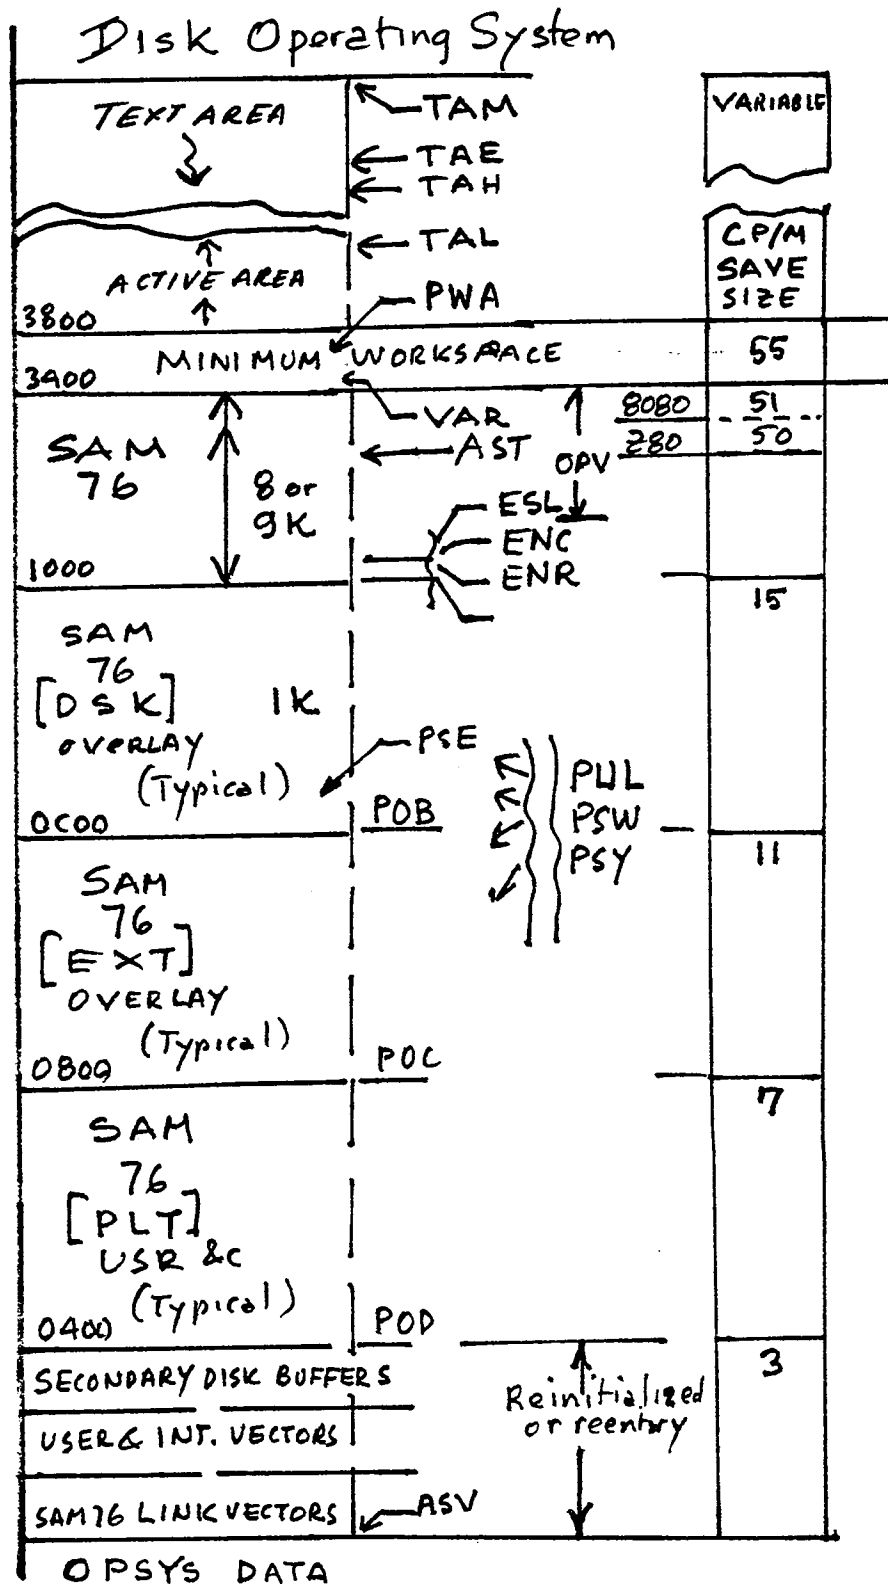 Disk Operating System
TEXT AREA
TAM
VARIABLE
TAE
TAH
TAL
CP/M
SAVE
SIZE
ACTIVE AREA
PWA
3800
MINIMUM WORKSPACE
55
3400
VAR
8080
51
SAM
76
AST
OPV
Z80
50
8 or
9K
ESL
ENC
ENR
1000
15
SAM
76
[DSK]
1K
OVERLAY
(Typical)
PSE
PUL
PSW
PSY
0C00
POB
11
SAM
76
[EXT]
OVERLAY
(Typical)
0800
POC
7
SAM
76
[PLT]
USR &c
(Typical)
0400
POD
3
SECONDARY DISK BUFFERS
Reinitialized
or reentry
USER & INT. VECTORS
SAM76 LINK VECTORS
ASV
OPSYS DATA